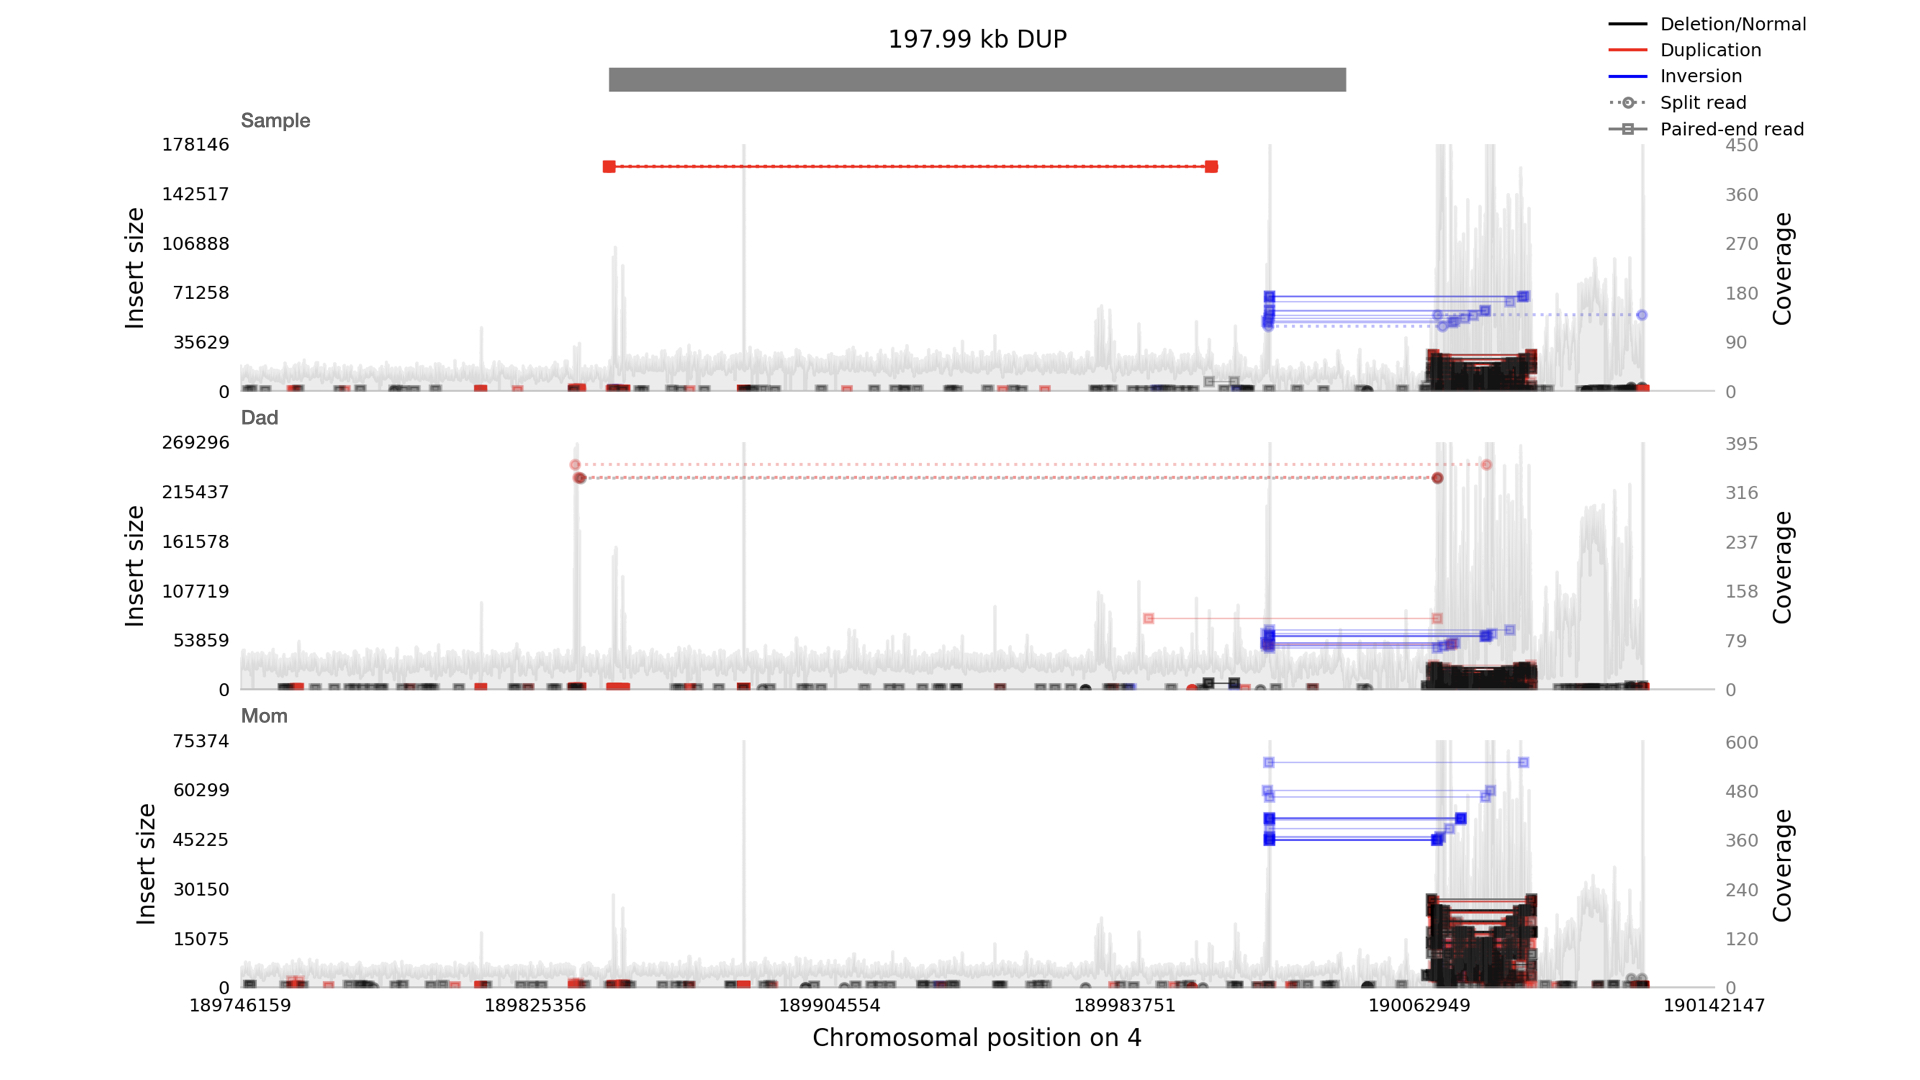 197.99 kb DUP
Deletion/Normal
Duplication
Inversion
Split read
Paired-end read
Sample
178146
142517
106888
71258
35629
0
Insert size
450
360
270
180
90
0
Coverage
Dad
269296
215437
161578
107719
53859
0
Insert size
395
316
237
158
79
0
Coverage
Mom
75374
60299
45225
30150
15075
0
Insert size
600
480
360
240
120
0
Coverage
189746159 189825356 189904554 189983751 190062949 190142147
Chromosomal position on 4